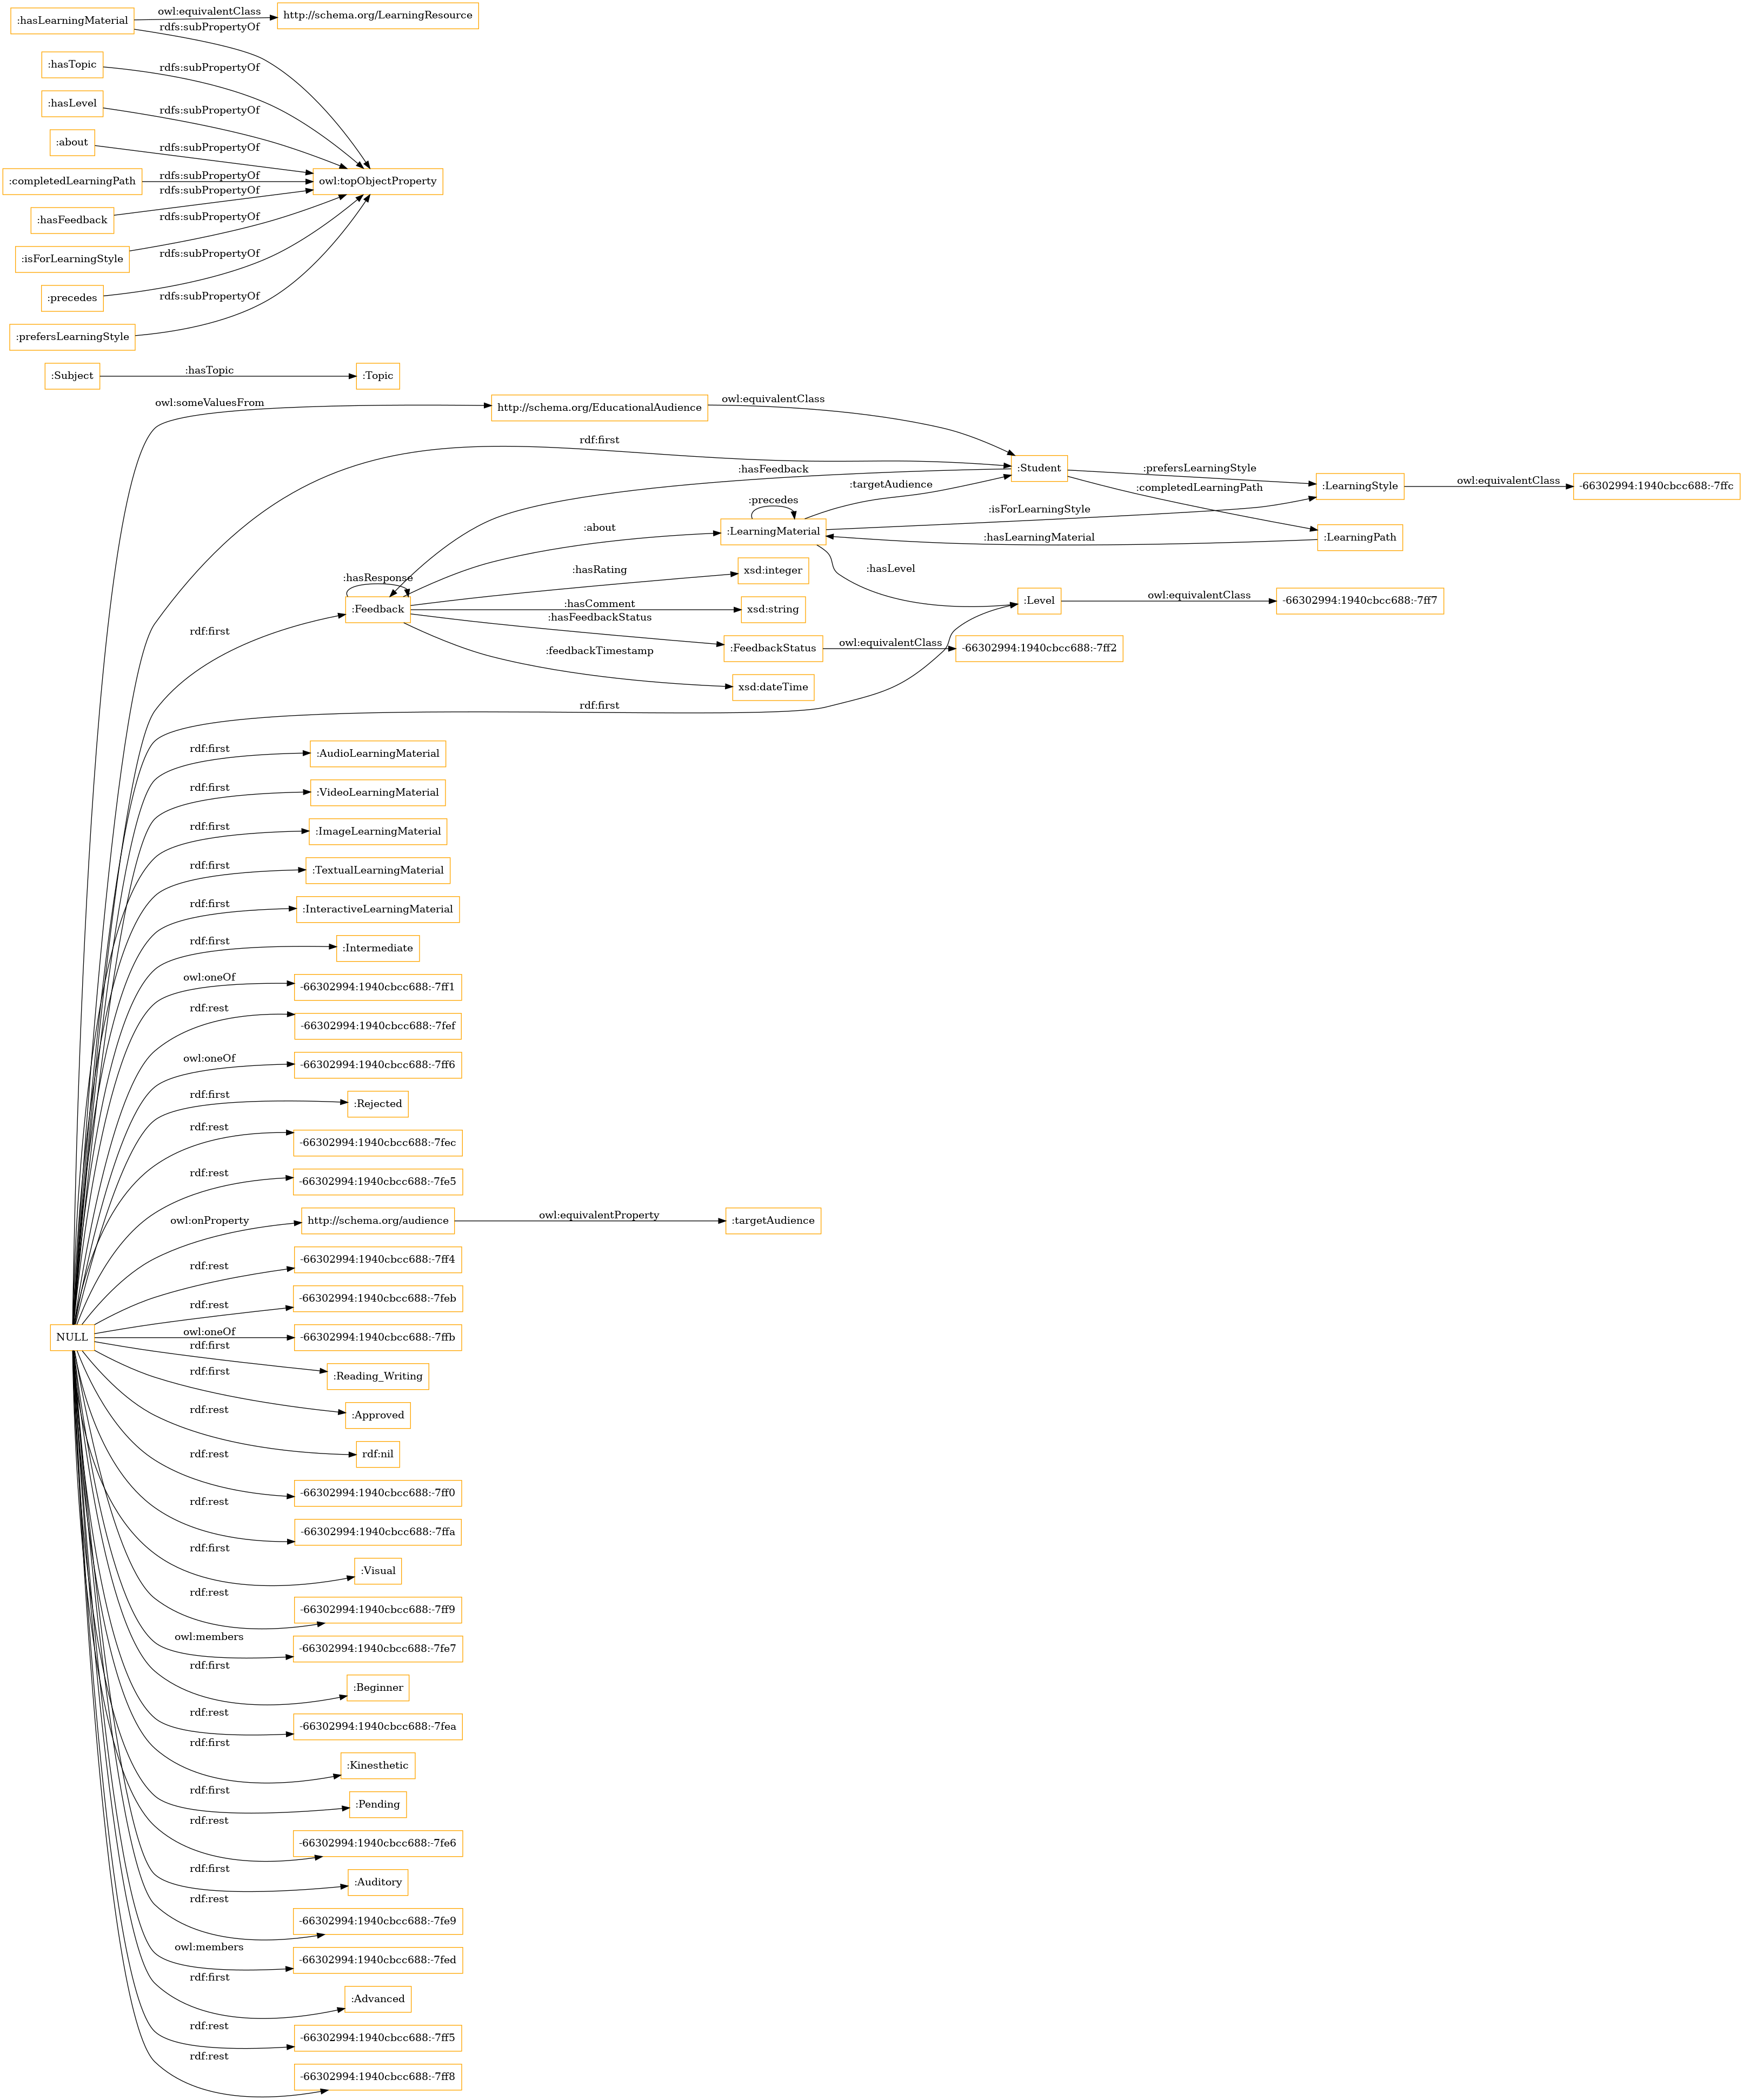 :hasLearningMaterial
owl:equivalentClass
http://schema.org/LearningResource
rdfs:subPropertyOf
:hasTopic
rdfs:subPropertyOf
:hasLevel
rdfs:subPropertyOf
:about
rdfs:subPropertyOf
:completedLearningPath
rdfs:subPropertyOf
owl:topObjectProperty
:hasFeedback
rdfs:subPropertyOf
:isForLearningStyle
rdfs:subPropertyOf
:precedes
rdfs:subPropertyOf
:prefersLearningStyle
rdfs:subPropertyOf
:Subject
:hasTopic
:Topic
owl:someValuesFrom
http://schema.org/EducationalAudience
owl:equivalentClass
rdf:first
:Student
:hasFeedback
:prefersLearningStyle
:LearningStyle
owl:equivalentClass
-66302994:1940cbcc688:-7ffc
:targetAudience
:completedLearningPath
:precedes
:LearningMaterial
:isForLearningStyle
:about
:hasLearningMaterial
:LearningPath
:hasResponse
:hasRating
xsd:integer
:hasLevel
rdf:first
:Feedback
:hasComment
xsd:string
:Level
owl:equivalentClass
-66302994:1940cbcc688:-7ff7
:hasFeedbackStatus
:FeedbackStatus
owl:equivalentClass
-66302994:1940cbcc688:-7ff2
:feedbackTimestamp
xsd:dateTime
rdf:first
rdf:first
:AudioLearningMaterial
rdf:first
:VideoLearningMaterial
rdf:first
:ImageLearningMaterial
rdf:first
:TextualLearningMaterial
rdf:first
:InteractiveLearningMaterial
rdf:first
:Intermediate
owl:oneOf
-66302994:1940cbcc688:-7ff1
rdf:rest
-66302994:1940cbcc688:-7fef
owl:oneOf
-66302994:1940cbcc688:-7ff6
rdf:first
:Rejected
rdf:rest
-66302994:1940cbcc688:-7fec
rdf:rest
-66302994:1940cbcc688:-7fe5
owl:onProperty
http://schema.org/audience
owl:equivalentProperty
:targetAudience
rdf:rest
-66302994:1940cbcc688:-7ff4
rdf:rest
-66302994:1940cbcc688:-7feb
NULL
owl:oneOf
-66302994:1940cbcc688:-7ffb
rdf:first
:Reading_Writing
rdf:first
:Approved
rdf:rest
rdf:nil
rdf:rest
-66302994:1940cbcc688:-7ff0
rdf:rest
-66302994:1940cbcc688:-7ffa
rdf:first
:Visual
rdf:rest
-66302994:1940cbcc688:-7ff9
owl:members
-66302994:1940cbcc688:-7fe7
rdf:first
:Beginner
rdf:rest
-66302994:1940cbcc688:-7fea
rdf:first
:Kinesthetic
rdf:first
:Pending
rdf:rest
-66302994:1940cbcc688:-7fe6
rdf:first
:Auditory
rdf:rest
-66302994:1940cbcc688:-7fe9
owl:members
-66302994:1940cbcc688:-7fed
rdf:first
:Advanced
rdf:rest
-66302994:1940cbcc688:-7ff5
rdf:rest
-66302994:1940cbcc688:-7ff8